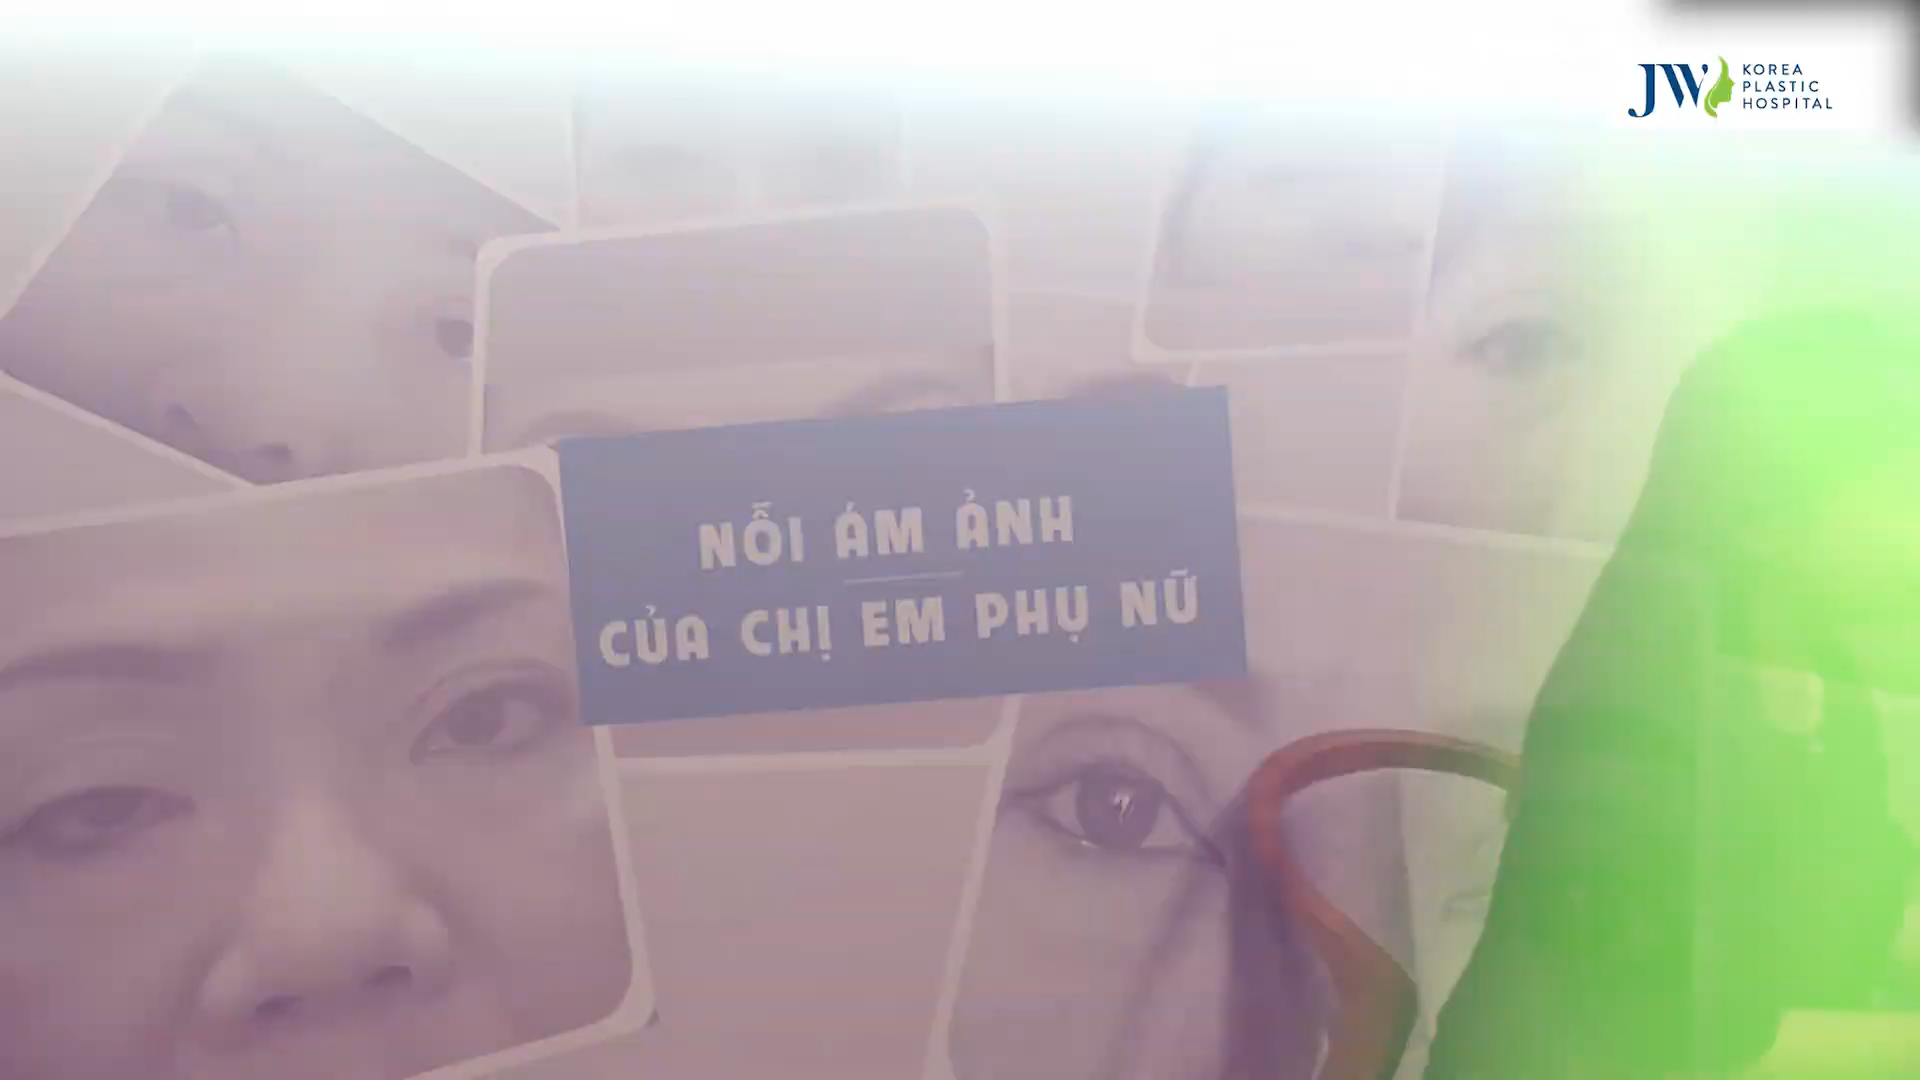 JW KOREA
PLASTIC
HOSPITAL
NỖI ÁM ẢNH
CỦA CHỊ EM PHỤ NỮ